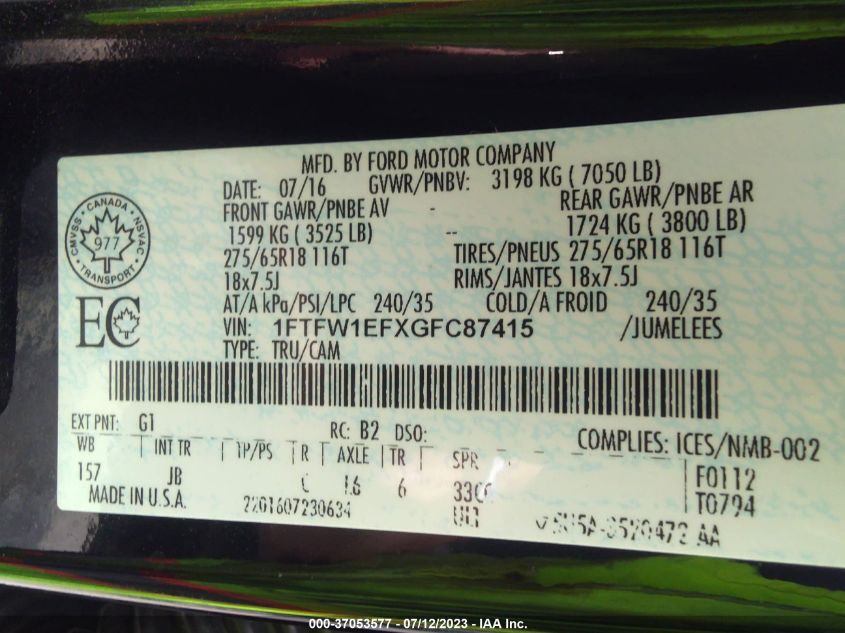 MFD. BY FORD MOTOR COMPANY
DATE: 07/16 GVWR/PNBV: 3198 KG ( 7050 LB)
FRONT GAWR/PNBE AV - REAR GAWR/PNBE AR
1599 KG ( 3525 LB) -- 1724 KG ( 3800 LB)
275/65R18 116T TIRES/PNEUS 275/65R18 116T
18x7.5J RIMS/JANTES 18x7.5J
AT/A kPa/PSI/LPC 240/35 COLD/A FROID 240/35
VIN: 1FTFW1EFXGFC87415 /JUMELEES
TYPE: TRU/CAM
CMVSS · CANADA · NSVAC
977
· TRANSPORT ·
EC
EXT PNT: G1 RC: B2 DSO: COMPLIES: ICES/NMB-002
WB INT TR TP/PS R AXLE TR SPR F0112
157 JB C L6 6 T0794
MADE IN U.S.A. 2201607230634 ULT
000-37053577 - 07/12/2023 - IAA Inc.